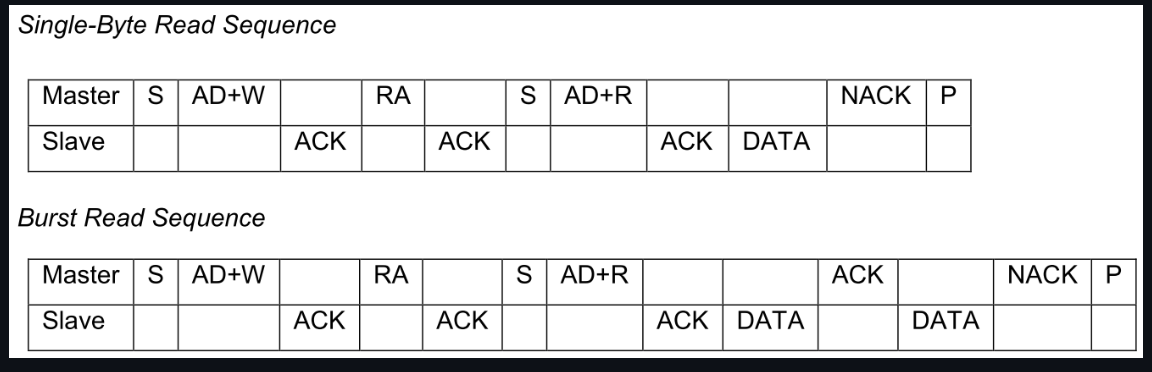 Single-Byte Read Sequence
Master S AD+W RA S AD+R NACK P
Slave ACK ACK ACK DATA
Burst Read Sequence
Master S AD+W RA S AD+R ACK NACK P
Slave ACK ACK ACK DATA DATA